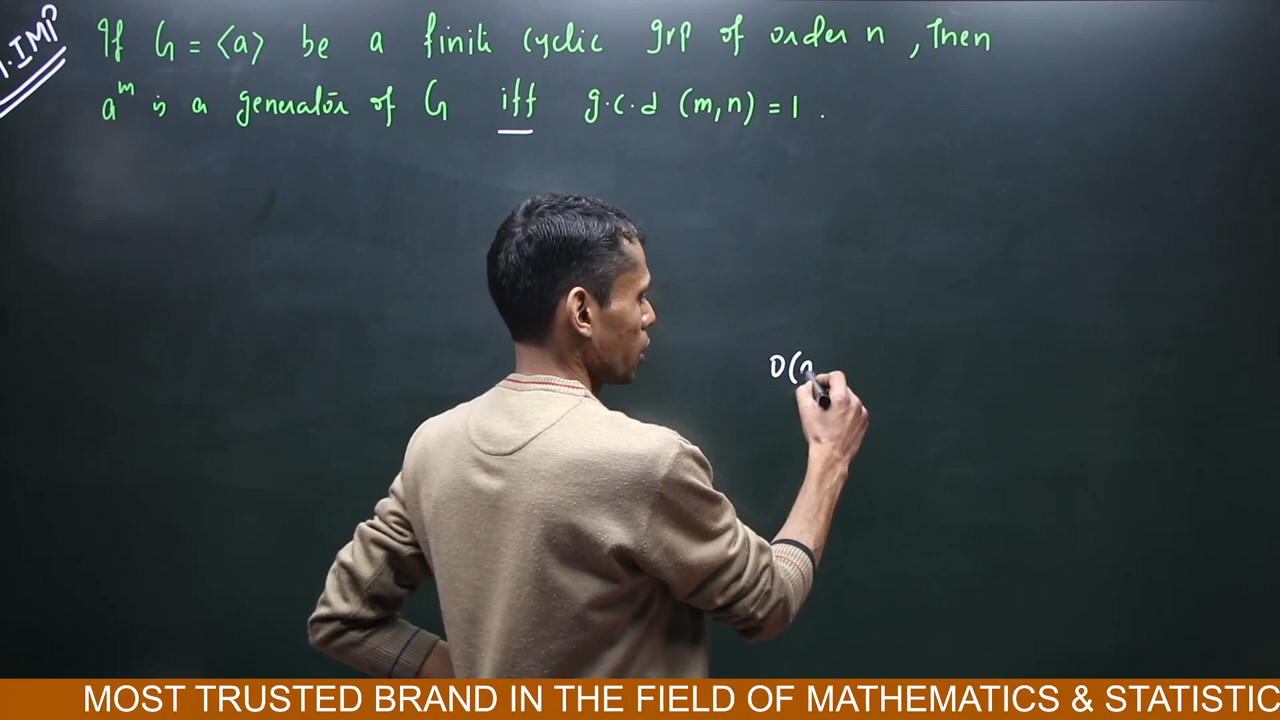 If G = <a> be a finite cyclic grp of order n , Then
a^m is a generator of G iff g.c.d (m,n) = 1 .
.IMP
O(
MOST TRUSTED BRAND IN THE FIELD OF MATHEMATICS & STATISTIC